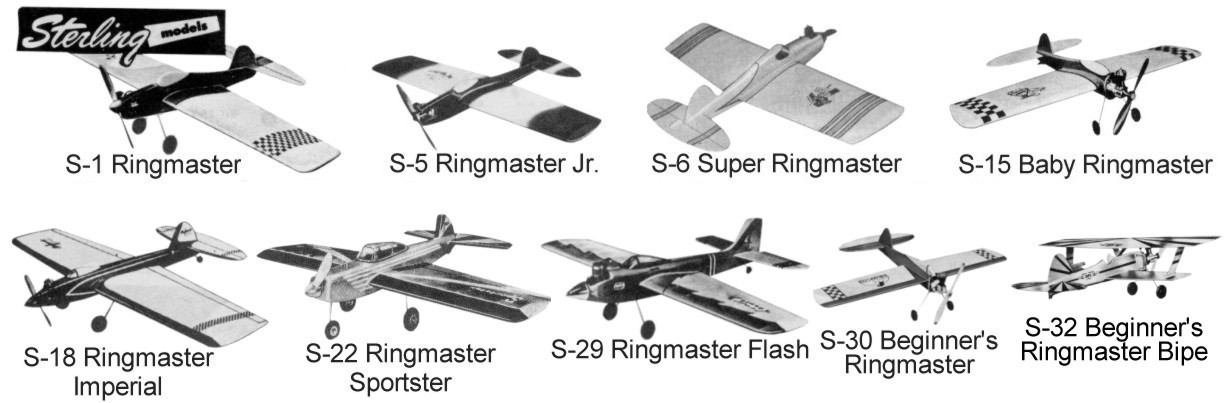 Sterling models
S-1 Ringmaster
S-5 Ringmaster Jr.
S-6 Super Ringmaster
S-15 Baby Ringmaster
S-18 Ringmaster
Imperial
S-22 Ringmaster
Sportster
S-29 Ringmaster Flash
S-30 Beginner's
Ringmaster
S-32 Beginner's
Ringmaster Bipe